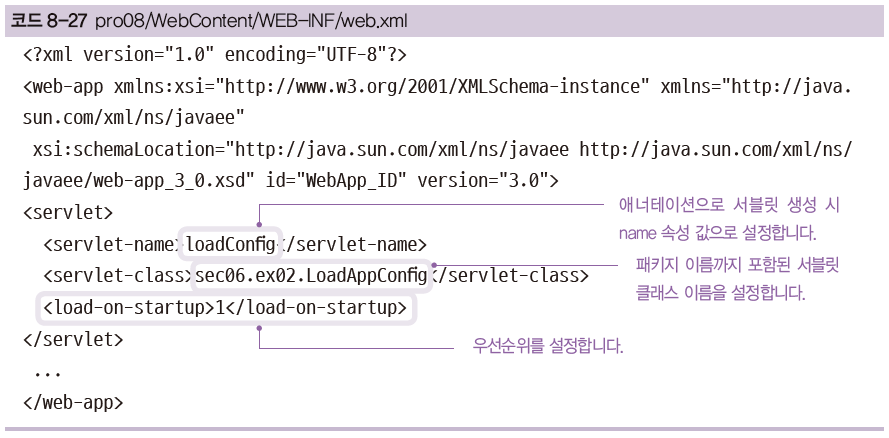 코드 8-27 pro08/WebContent/WEB-INF/web.xml
<?xml version="1.0" encoding="UTF-8"?>
<web-app xmlns:xsi="http://www.w3.org/2001/XMLSchema-instance" xmlns="http://java.
sun.com/xml/ns/javaee"
xsi:schemaLocation="http://java.sun.com/xml/ns/javaee http://java.sun.com/xml/ns/
javaee/web-app_3_0.xsd" id="WebApp_ID" version="3.0">
<servlet>
애너테이션으로 서블릿 생성 시
name 속성 값으로 설정합니다.
<servlet-name>loadConfig</servlet-name>
<servlet-class>sec06.ex02.LoadAppConfig</servlet-class>
패키지 이름까지 포함된 서블릿
클래스 이름을 설정합니다.
<load-on-startup>1</load-on-startup>
</servlet>
우선순위를 설정합니다.
...
</web-app>